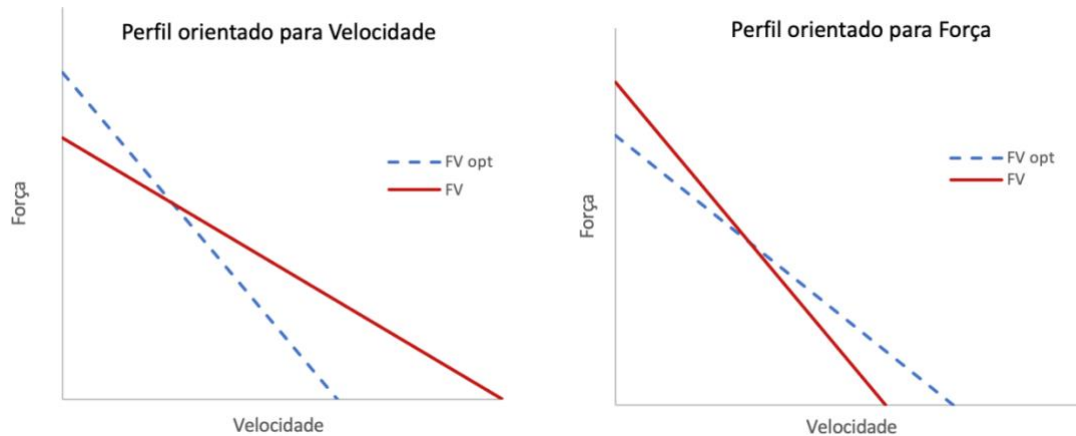 Perfil orientado para Velocidade
FV opt
FV
Força
Velocidade
Perfil orientado para Força
FV opt
FV
Força
Velocidade